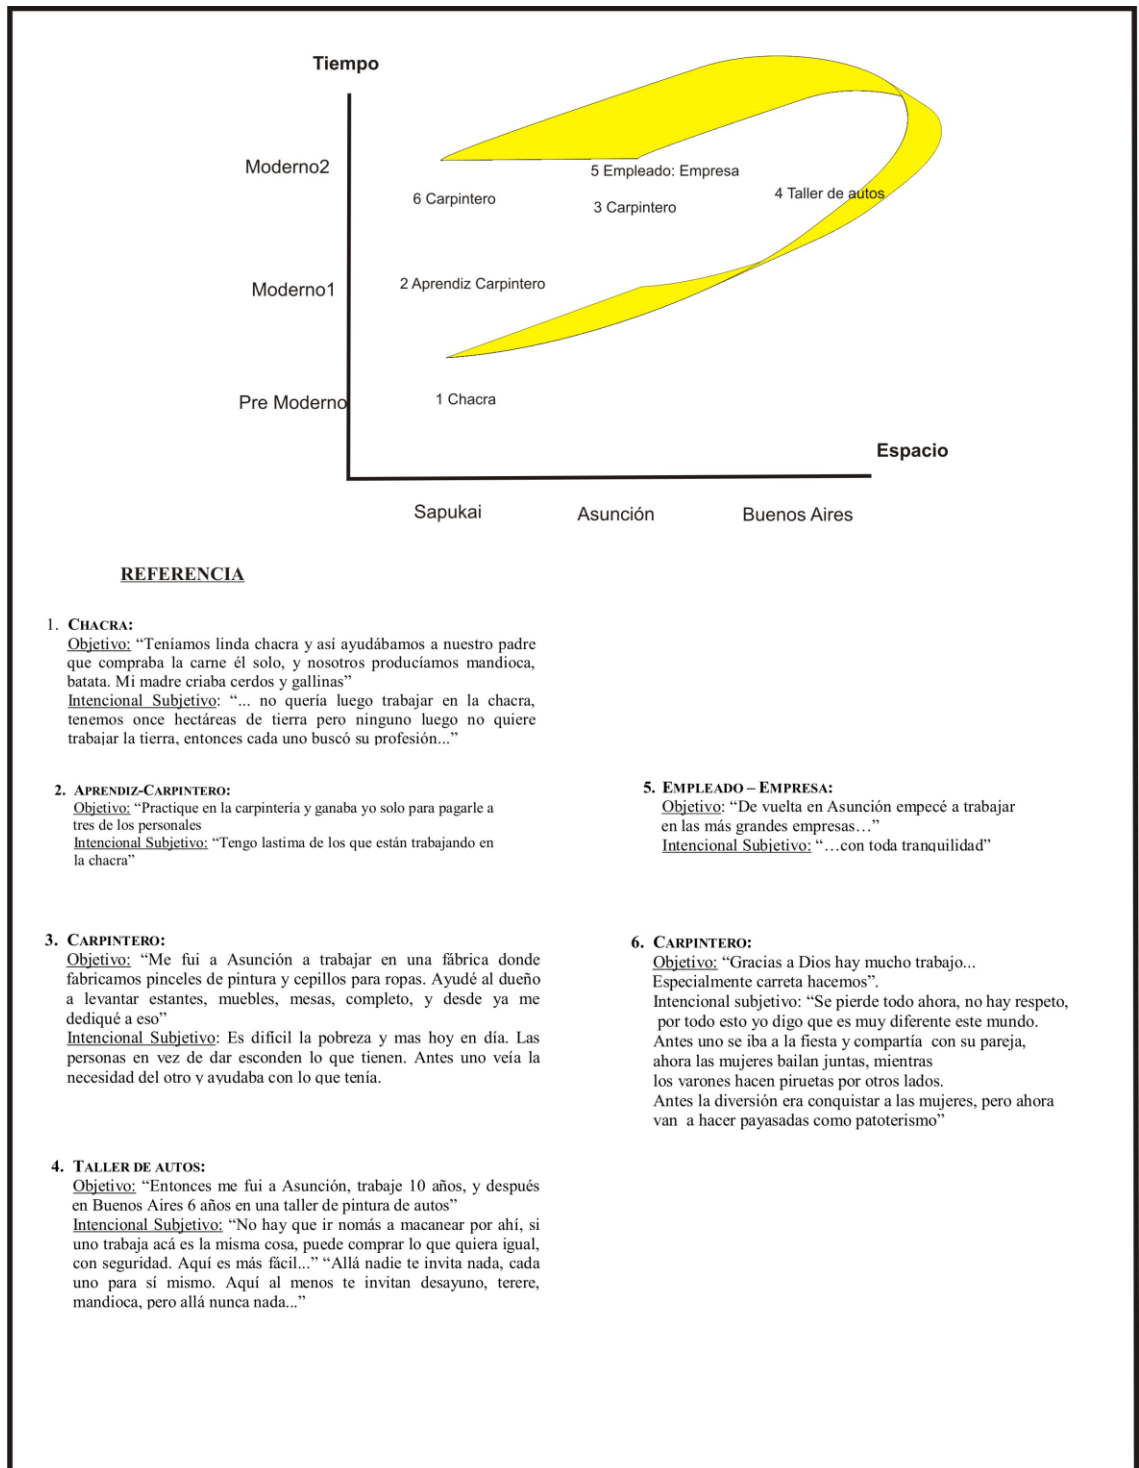 Tiempo
Moderno2
5 Empleado: Empresa
4 Taller de autos
6 Carpintero
3 Carpintero
Moderno1
2 Aprendiz Carpintero
Pre Moderno
1 Chacra
Espacio
Sapukai
Asunción
Buenos Aires
REFERENCIA
1. CHACRA:
Objetivo: “Teníamos linda chacra y así ayudábamos a nuestro padre
que compraba la carne él solo, y nosotros producíamos mandioca,
batata. Mi madre criaba cerdos y gallinas”
Intencional Subjetivo: “... no quería luego trabajar en la chacra,
tenemos once hectáreas de tierra pero ninguno luego no quiere
trabajar la tierra, entonces cada uno buscó su profesión...”
2. APRENDIZ-CARPINTERO:
Objetivo: “Practique en la carpintería y ganaba yo solo para pagarle a
tres de los personales
Intencional Subjetivo: “Tengo lastima de los que están trabajando en
la chacra”
3. CARPINTERO:
Objetivo: “Me fui a Asunción a trabajar en una fábrica donde
fabricamos pinceles de pintura y cepillos para ropas. Ayudé al dueño
a levantar estantes, muebles, mesas, completo, y desde ya me
dediqué a eso”
Intencional Subjetivo: Es difícil la pobreza y mas hoy en día. Las
personas en vez de dar esconden lo que tienen. Antes uno veía la
necesidad del otro y ayudaba con lo que tenía.
4. TALLER DE AUTOS:
Objetivo: “Entonces me fui a Asunción, trabaje 10 años, y después
en Buenos Aires 6 años en una taller de pintura de autos”
Intencional Subjetivo: “No hay que ir nomás a macanear por ahí, si
uno trabaja acá es la misma cosa, puede comprar lo que quiera igual,
con seguridad. Aquí es más fácil...” “Allá nadie te invita nada, cada
uno para sí mismo. Aquí al menos te invitan desayuno, terere,
mandioca, pero allá nunca nada...”
5. EMPLEADO – EMPRESA:
Objetivo: “De vuelta en Asunción empecé a trabajar
en las más grandes empresas…”
Intencional Subjetivo: “…con toda tranquilidad”
6. CARPINTERO:
Objetivo: “Gracias a Dios hay mucho trabajo...
Especialmente carreta hacemos”.
Intencional subjetivo: “Se pierde todo ahora, no hay respeto,
por todo esto yo digo que es muy diferente este mundo.
Antes uno se iba a la fiesta y compartía con su pareja,
ahora las mujeres bailan juntas, mientras
los varones hacen piruetas por otros lados.
Antes la diversión era conquistar a las mujeres, pero ahora
van a hacer payasadas como patoterismo”